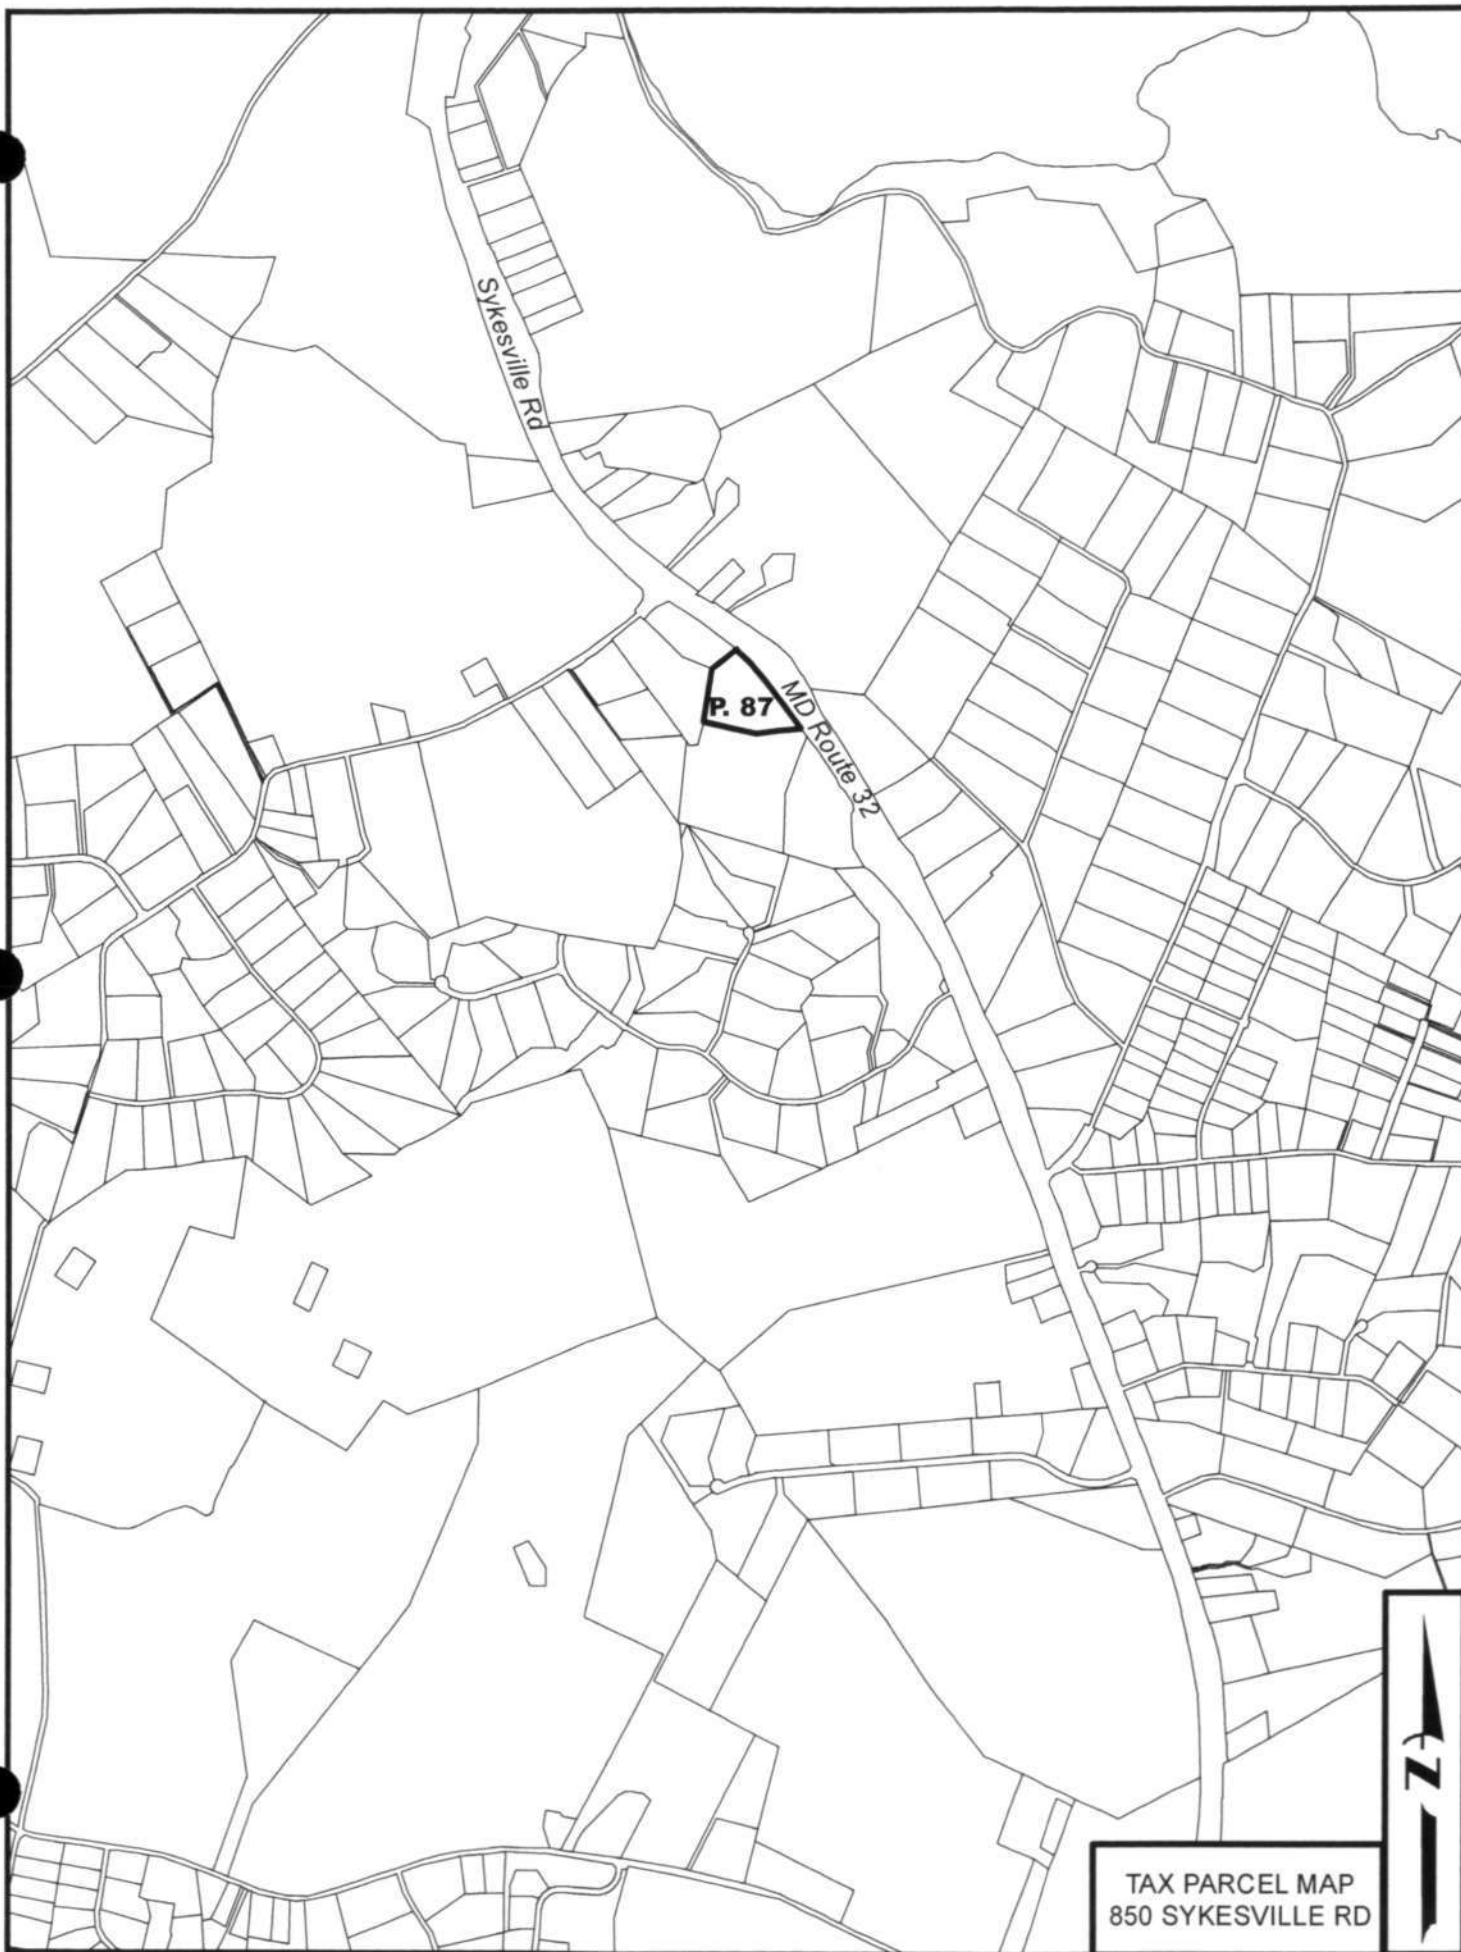 Sykesville Rd
P. 87
MD Route 32
N
TAX PARCEL MAP
850 SYKESVILLE RD